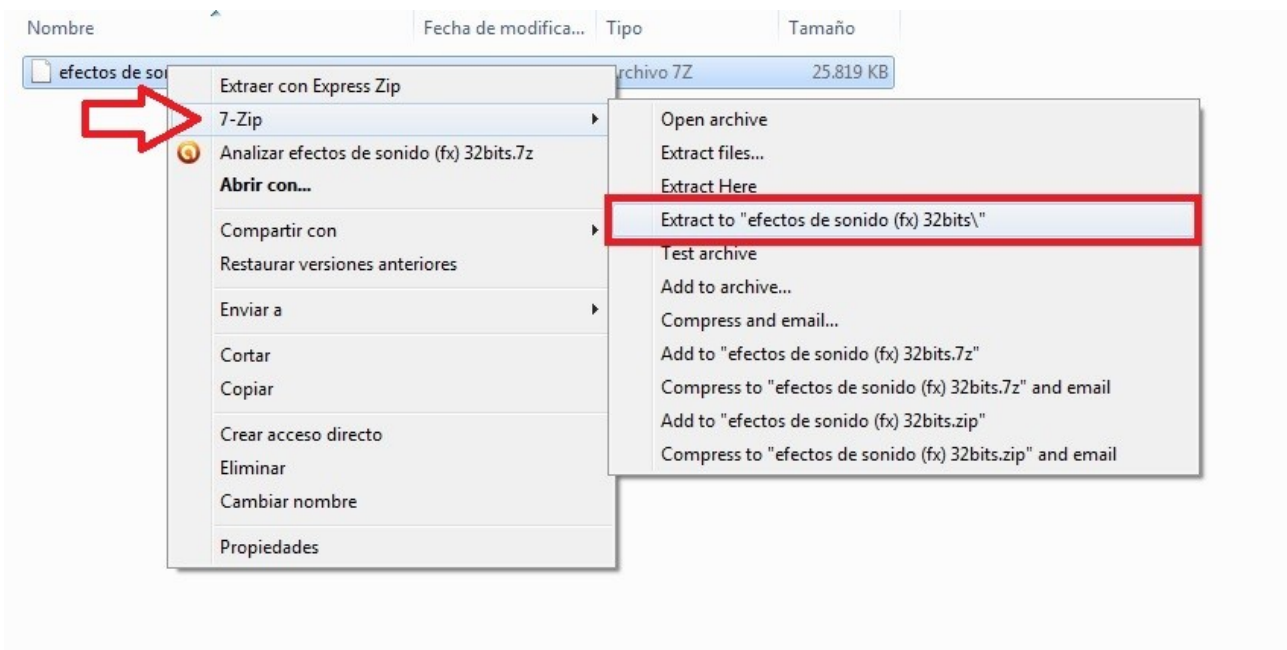 Nombre Fecha de modifica... Tipo Tamaño
efectos de Archivo 7Z 25.819 KB
Extraer con Express Zip
7-Zip
Analizar efectos de sonido (fx) 32bits.7z
Abrir con...
Compartir con
Restaurar versiones anteriores
Enviar a
Cortar
Copiar
Crear acceso directo
Eliminar
Cambiar nombre
Propiedades
Open archive
Extract files...
Extract Here
Extract to "efectos de sonido (fx) 32bits\"
Test archive
Add to archive...
Compress and email...
Add to "efectos de sonido (fx) 32bits.7z"
Compress to "efectos de sonido (fx) 32bits.7z" and email
Add to "efectos de sonido (fx) 32bits.zip"
Compress to "efectos de sonido (fx) 32bits.zip" and email